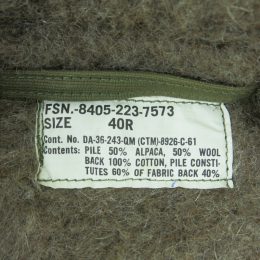 FSN.-8405-223-7573
SIZE 40R
Cont. No. DA-36-243-QM (CTM)-8926-C-61
Contents: PILE 50% ALPACA, 50% WOOL
BACK 100% COTTON, PILE CONSTI-
TUTES 60% OF FABRIC BACK 40%